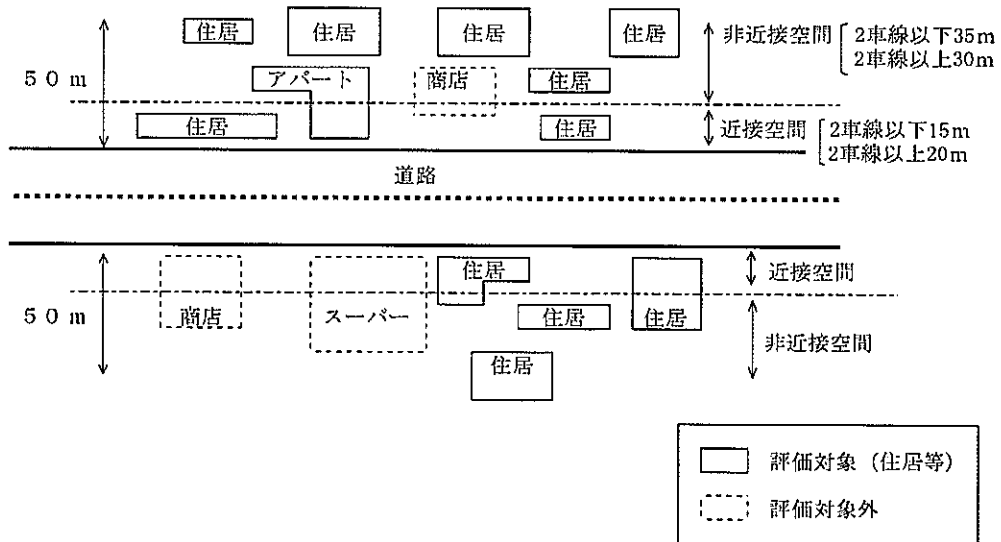 住居
住居
住居
住居
非近接空間
2車線以下35m
2車線以上30m
50m
アパート
商店
住居
住居
住居
近接空間
2車線以下15m
2車線以上20m
道路
住居
近接空間
50m
商店
スーパー
住居
住居
非近接空間
住居
評価対象(住居等)
評価対象外